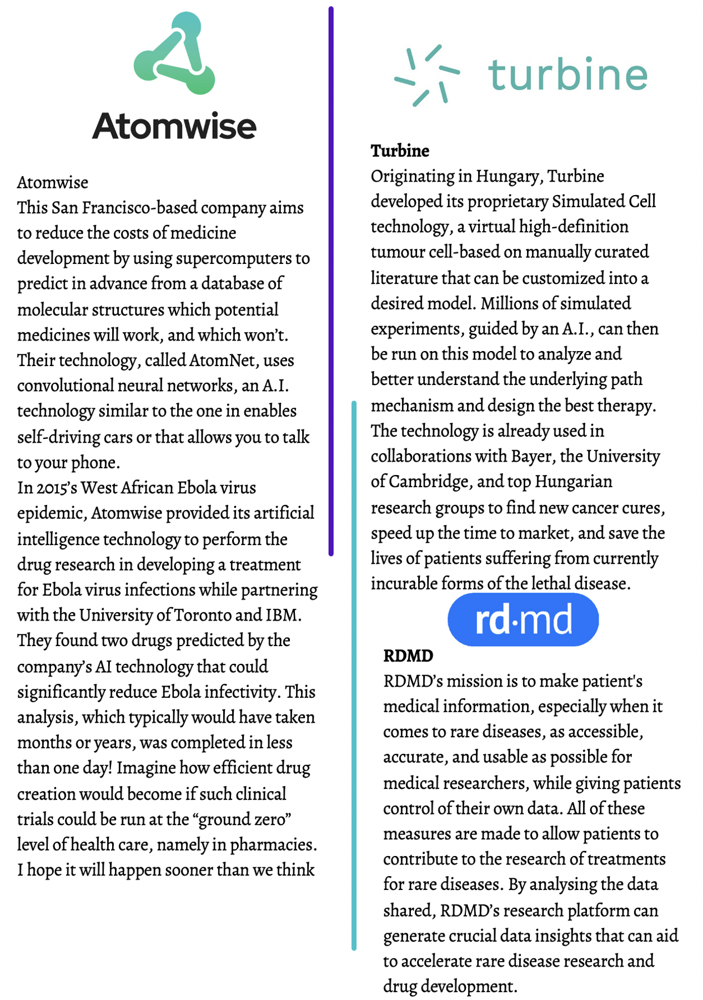 Atomwise
Atomwise
This San Francisco-based company aims
to reduce the costs of medicine
development by using supercomputers to
predict in advance from a database of
molecular structures which potential
medicines will work, and which won’t.
Their technology, called AtomNet, uses
convolutional neural networks, an A.I.
technology similar to the one in enables
self-driving cars or that allows you to talk
to your phone.
In 2015’s West African Ebola virus
epidemic, Atomwise provided its artificial
intelligence technology to perform the
drug research in developing a treatment
for Ebola virus infections while partnering
with the University of Toronto and IBM.
They found two drugs predicted by the
company’s AI technology that could
significantly reduce Ebola infectivity. This
analysis, which typically would have taken
months or years, was completed in less
than one day! Imagine how efficient drug
creation would become if such clinical
trials could be run at the “ground zero”
level of health care, namely in pharmacies.
I hope it will happen sooner than we think
turbine
Turbine
Originating in Hungary, Turbine
developed its proprietary Simulated Cell
technology, a virtual high-definition
tumour cell-based on manually curated
literature that can be customized into a
desired model. Millions of simulated
experiments, guided by an A.I., can then
be run on this model to analyze and
better understand the underlying path
mechanism and design the best therapy.
The technology is already used in
collaborations with Bayer, the University
of Cambridge, and top Hungarian
research groups to find new cancer cures,
speed up the time to market, and save the
lives of patients suffering from currently
incurable forms of the lethal disease.
rd·md
RDMD
RDMD’s mission is to make patient's
medical information, especially when it
comes to rare diseases, as accessible,
accurate, and usable as possible for
medical researchers, while giving patients
control of their own data. All of these
measures are made to allow patients to
contribute to the research of treatments
for rare diseases. By analysing the data
shared, RDMD’s research platform can
generate crucial data insights that can aid
to accelerate rare disease research and
drug development.